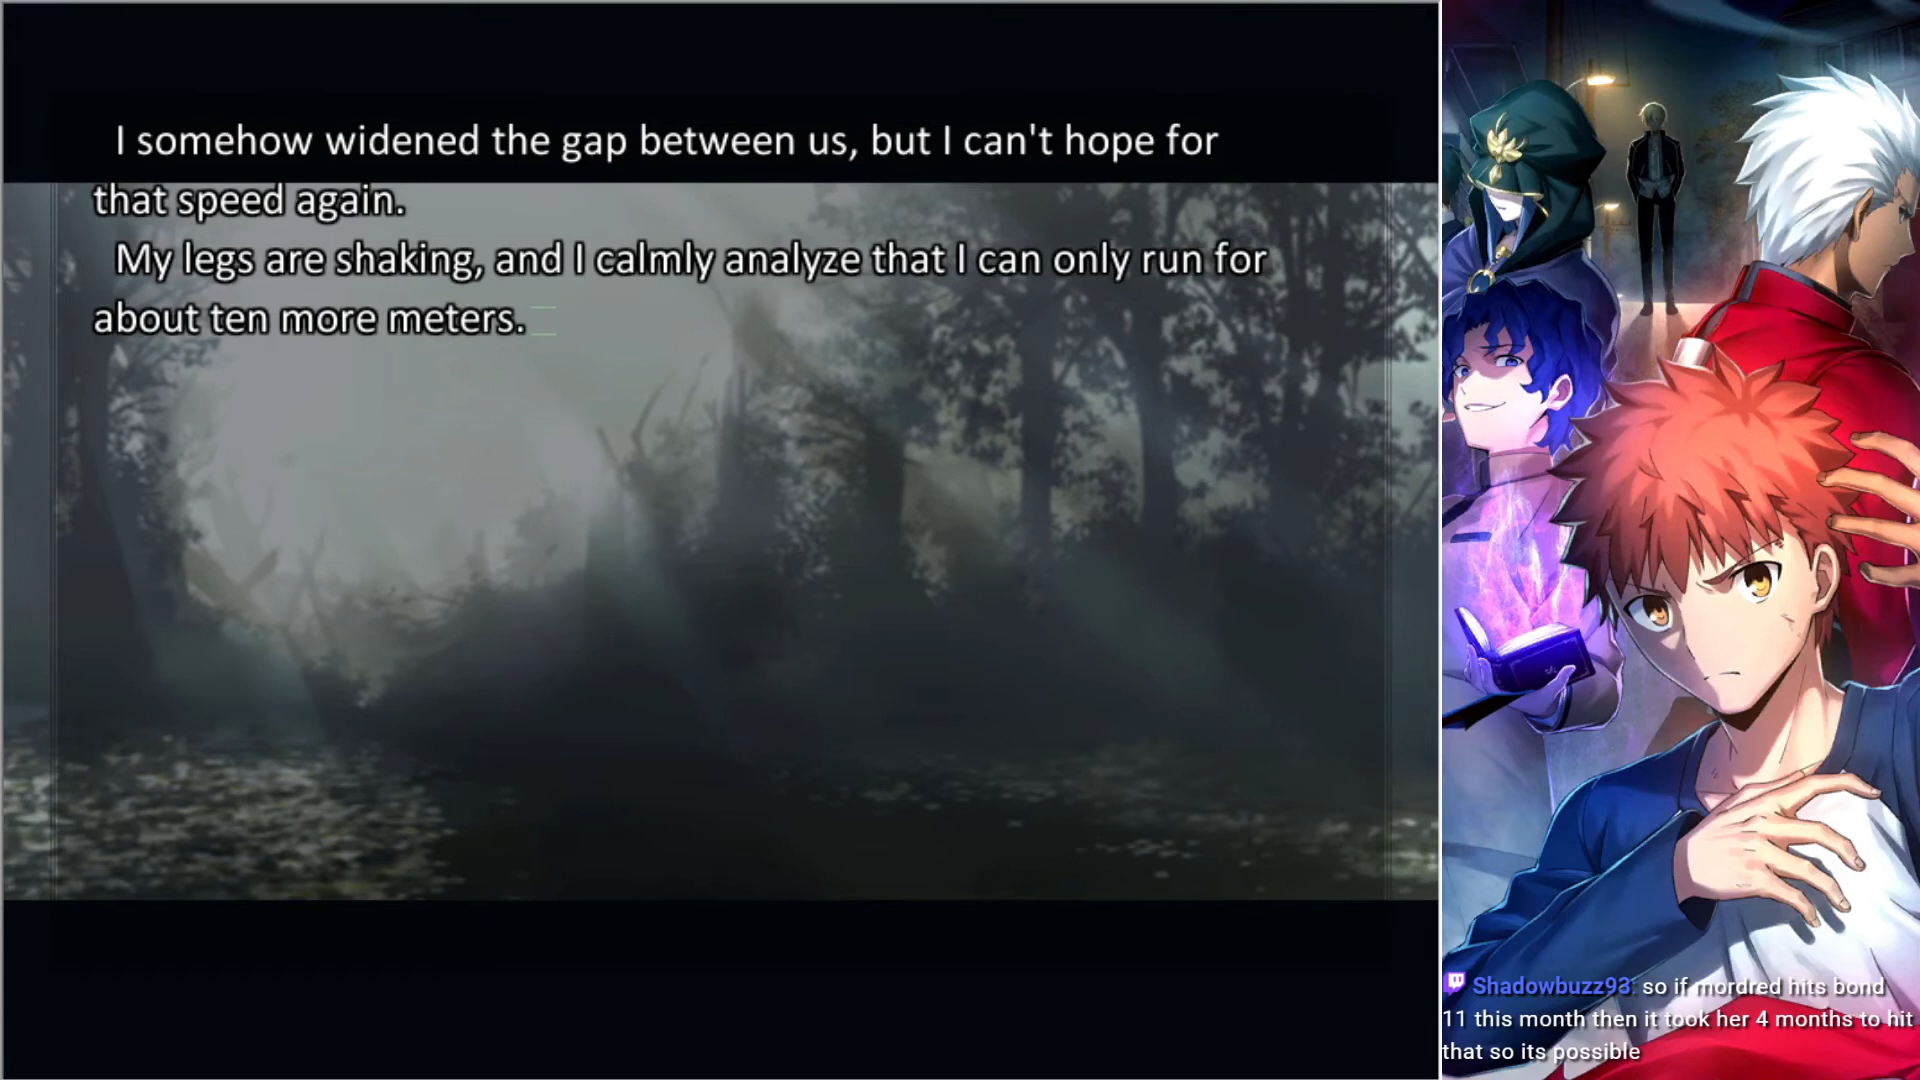 I somehow widened the gap between us, but I can't hope for
that speed again.
My legs are shaking, and I calmly analyze that I can only run for
about ten more meters.
Shadowbuzz93: so if mordred hits bond
11 this month then it took her 4 months to hit
that so its possible